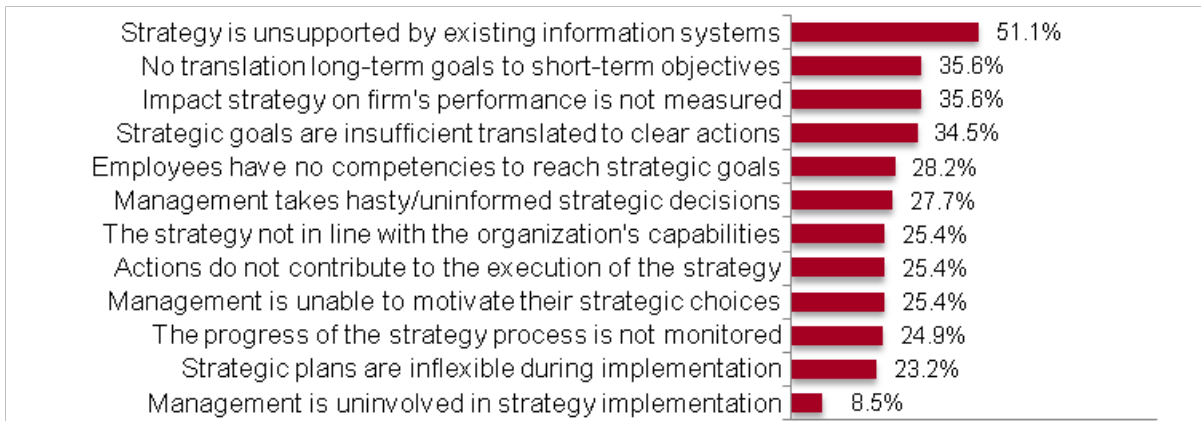 Strategy is unsupported by existing information systems 51.1%
No translation long-term goals to short-term objectives 35.6%
Impact strategy on firm's performance is not measured 35.6%
Strategic goals are insufficient translated to clear actions 34.5%
Employees have no competencies to reach strategic goals 28.2%
Management takes hasty/uninformed strategic decisions 27.7%
The strategy not in line with the organization's capabilities 25.4%
Actions do not contribute to the execution of the strategy 25.4%
Management is unable to motivate their strategic choices 25.4%
The progress of the strategy process is not monitored 24.9%
Strategic plans are inflexible during implementation 23.2%
Management is uninvolved in strategy implementation 8.5%